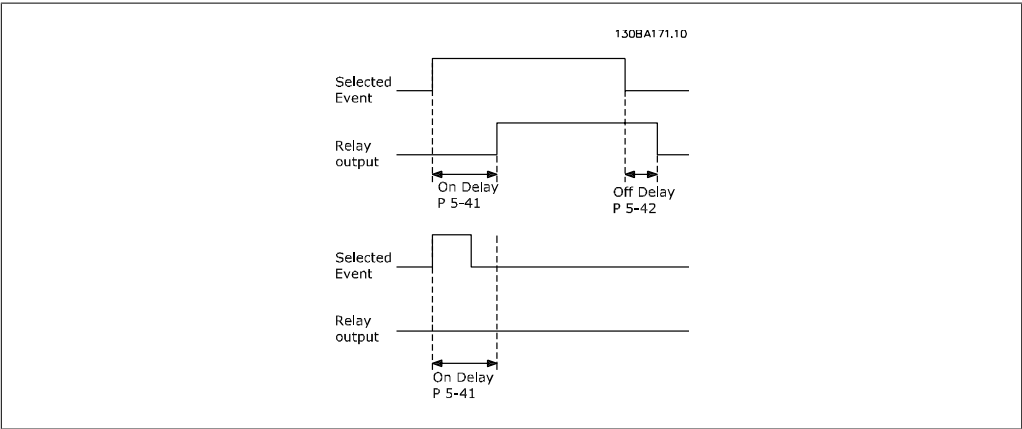 130BA171.10
Selected
Event
Relay
output
On Delay
P 5-41
Off Delay
P 5-42
Selected
Event
Relay
output
On Delay
P 5-41